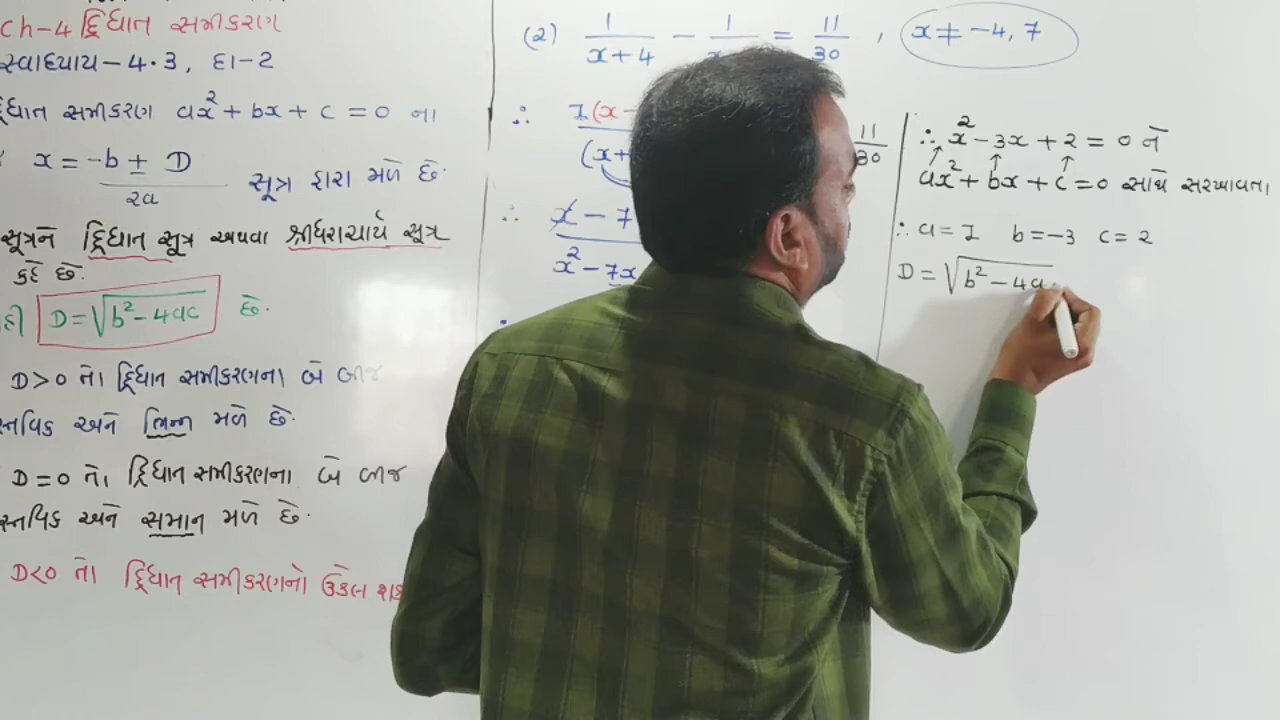 ch-4 દ્વિઘાત સમીકરણ
સ્વાધ્યાય - 4.3, દા-2
દ્વિઘાત સમીકરણ ax² + bx + c = 0 ના
x = -b ± D / 2a સૂત્ર દ્વારા મળે છે.
સૂત્રને દ્વિઘાત સૂત્ર અથવા શ્રીધરાચાર્ય સૂત્ર
કહે છે.
D = √b² - 4ac છે.
D > 0 તો દ્વિઘાત સમીકરણના બે બીજ
અને ભિન્ન મળે છે.
D = 0 તો દ્વિઘાત સમીકરણના બે બીજ
અને સમાન મળે છે.
D < 0 તો દ્વિઘાત સમીકરણનો ઉકેલ
(2) 1/x+4 - 1/ = 11/30 , x ≠ -4, 7
∴ 1(x- 11/30
(x+
∴ x - 7
x² - 7x
∴ x² - 3x + 2 = 0 ને
ax² + bx + c = 0 સાથે સરખાવતા
∴ a = 1 b = -3 c = 2
D = √b² - 4a